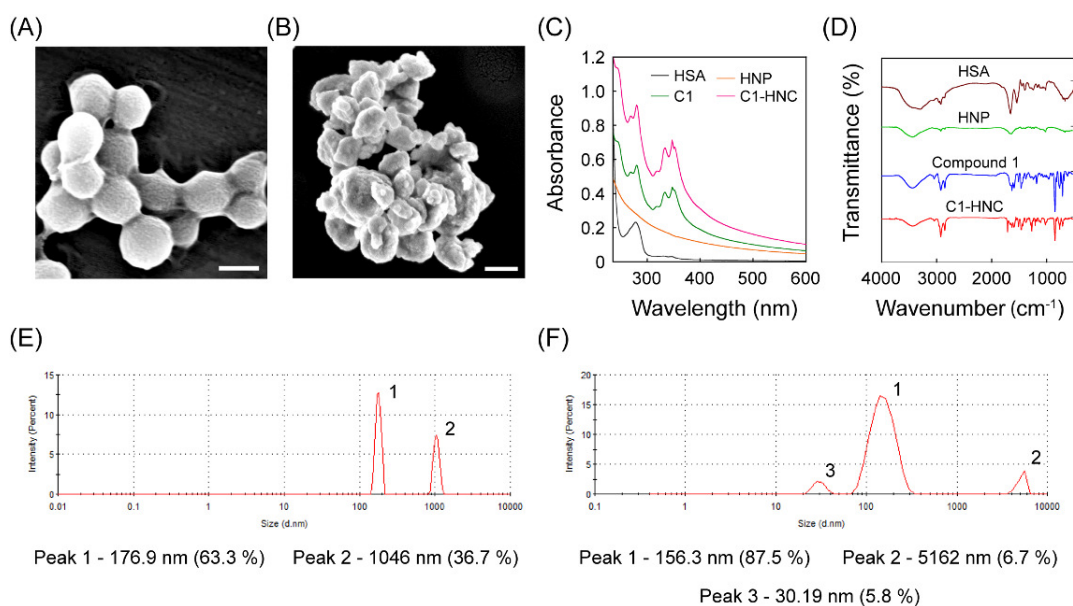 (A)
(B)
(C)
(D)
Absorbance
1.2
1.0
0.8
0.6
0.4
0.2
0
HSA
HNP
C1
C1-HNC
300
400
500
600
Wavelength (nm)
Transmittance (%)
HSA
HNP
Compound 1
C1-HNC
4000
3000
2000
1000
Wavenumber (cm⁻¹)
(E)
Intensity (Percent)
15
10
5
0
1
2
0.01
0.1
1
10
100
1000
10000
Size (d.nm)
Peak 1 - 176.9 nm (63.3 %)
Peak 2 - 1046 nm (36.7 %)
(F)
Intensity (Percent)
20
15
10
5
0
3
1
2
0.1
1
10
100
1000
10000
Size (d.nm)
Peak 1 - 156.3 nm (87.5 %)
Peak 2 - 5162 nm (6.7 %)
Peak 3 - 30.19 nm (5.8 %)